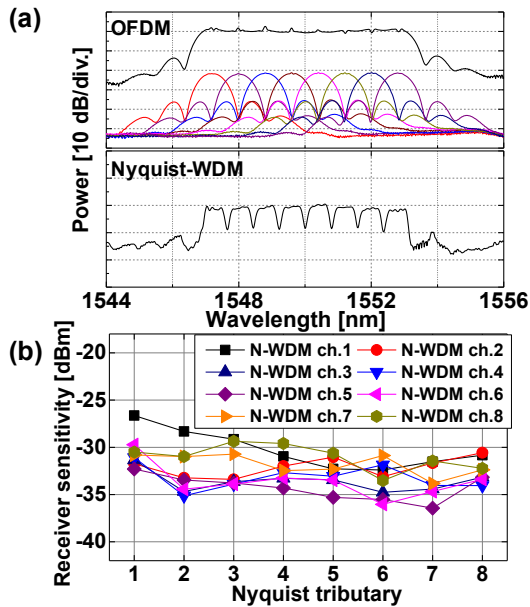 (a)
OFDM
Nyquist-WDM
Power [10 dB/div.]
1544 1548 1552 1556
Wavelength [nm]
(b)
N-WDM ch.1 N-WDM ch.2
N-WDM ch.3 N-WDM ch.4
N-WDM ch.5 N-WDM ch.6
N-WDM ch.7 N-WDM ch.8
Receiver sensitivity [dBm]
-20
-25
-30
-35
-40
1 2 3 4 5 6 7 8
Nyquist tributary